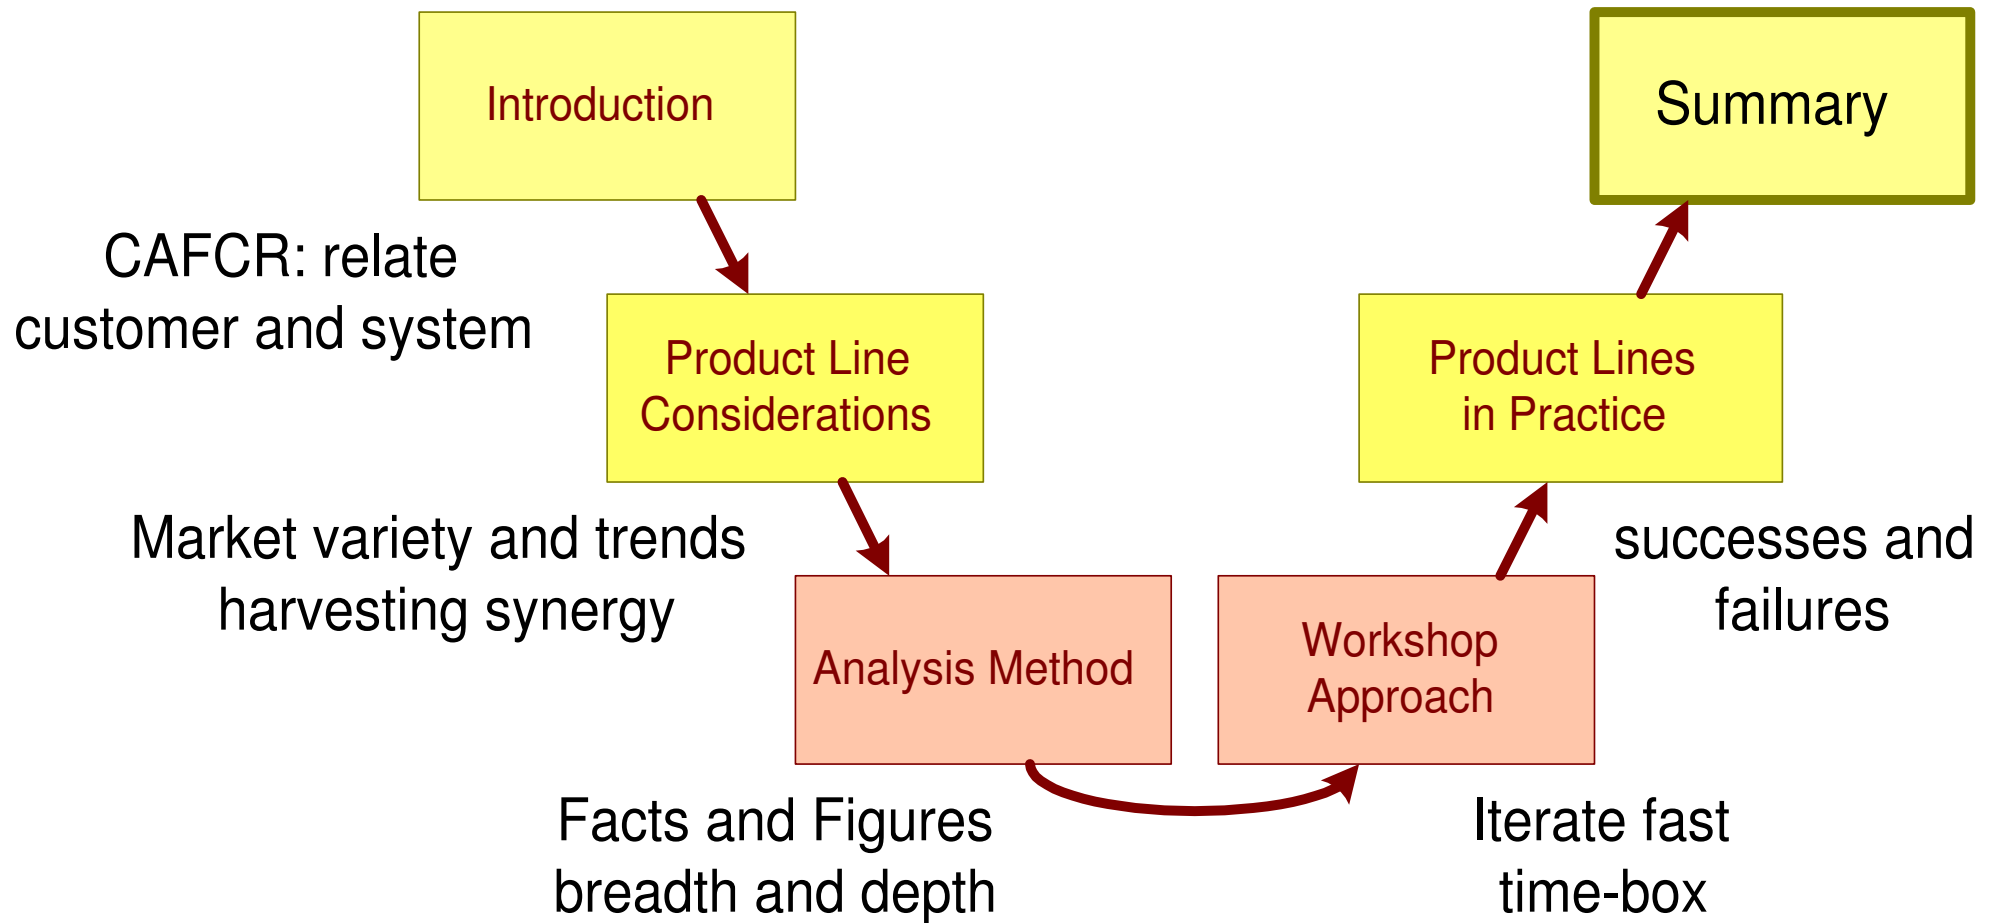 Introduction
CAFCR: relate
customer and system
Product Line
Considerations
Market variety and trends
harvesting synergy
Analysis Method
Facts and Figures
breadth and depth
Workshop
Approach
Iterate fast
time-box
Product Lines
in Practice
successes and
failures
Summary